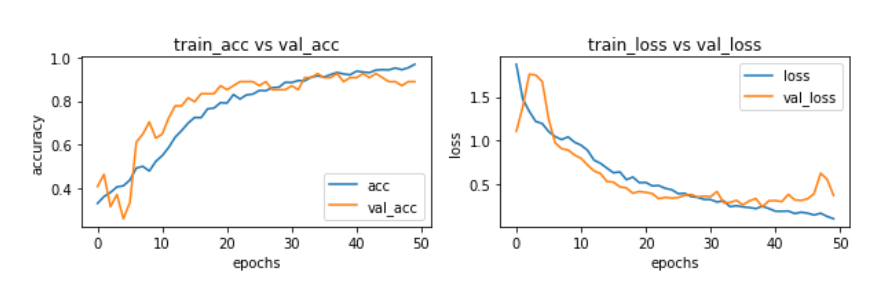 train_acc vs val_acc
1.0
0.8
0.6
0.4
accuracy
acc
val_acc
0
10
20
30
40
50
epochs
train_loss vs val_loss
1.5
1.0
0.5
loss
loss
val_loss
0
10
20
30
40
50
epochs